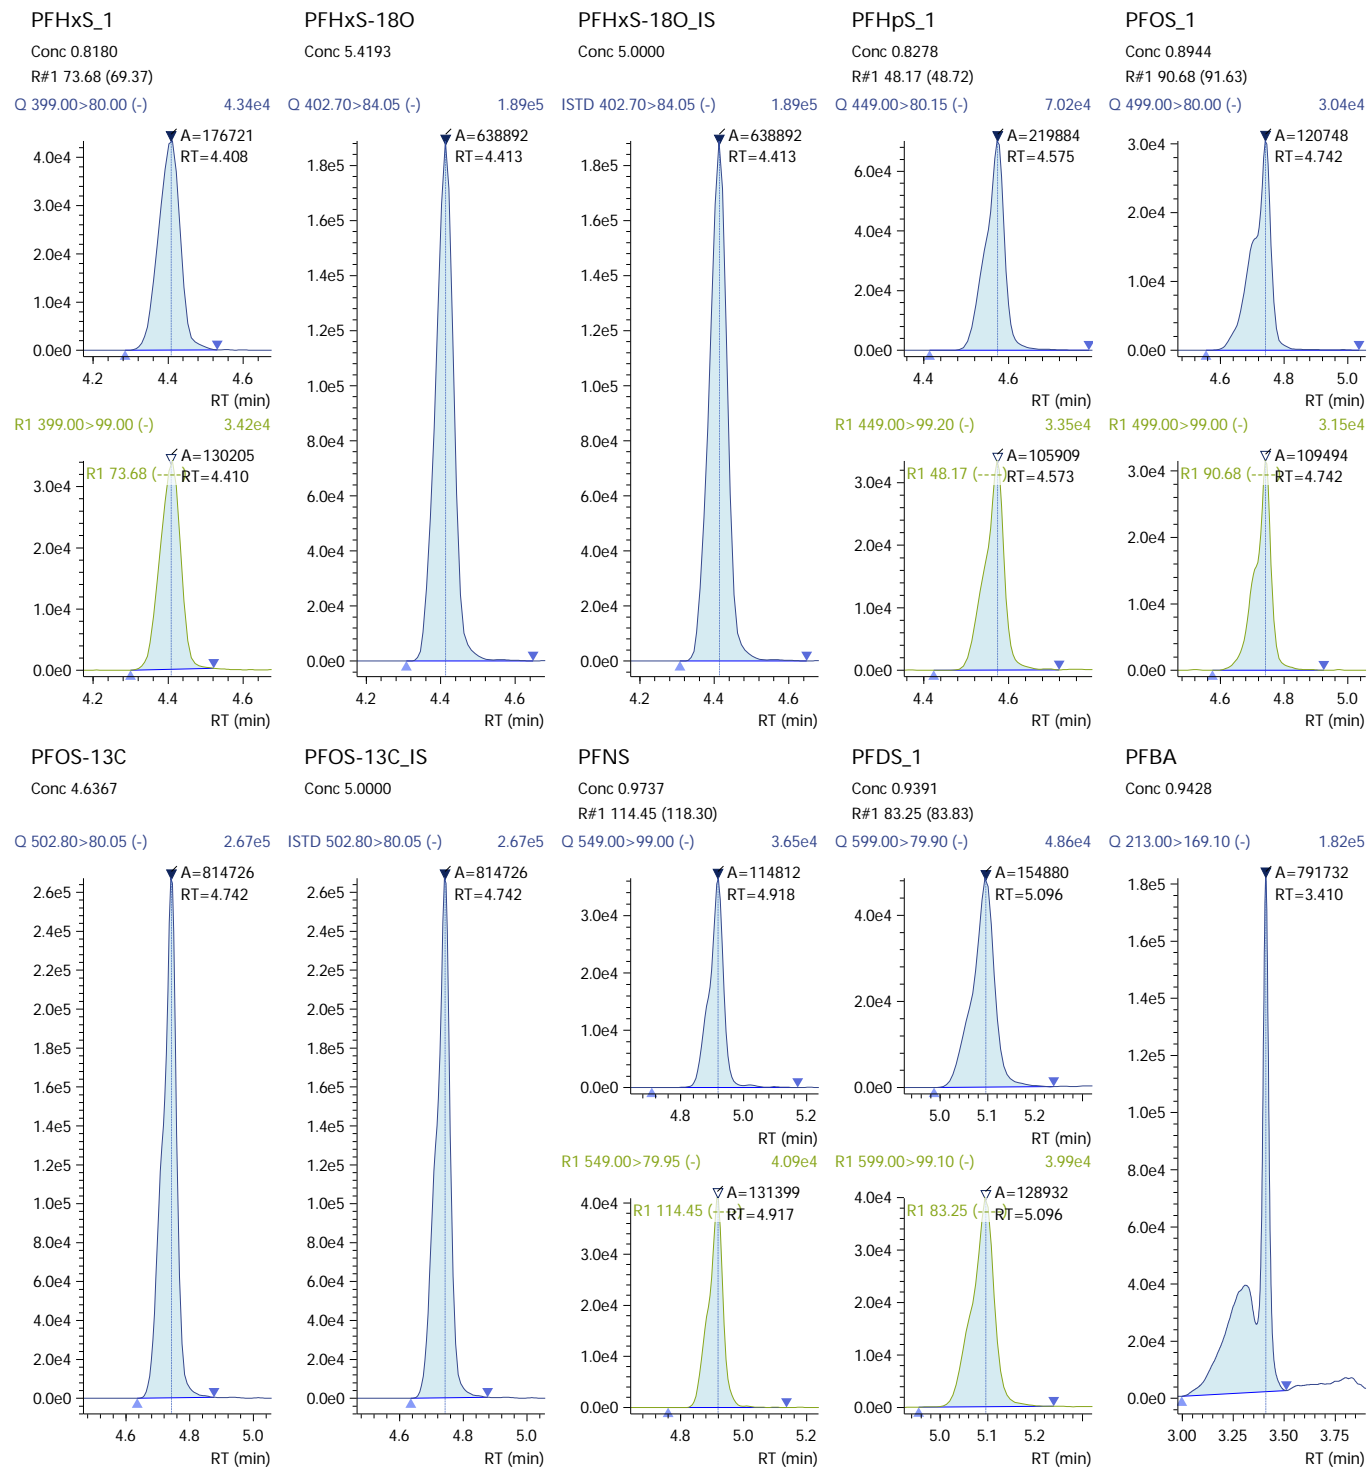 PFHxS_1
Conc 0.8180
R#1 73.68 (69.37)
Q 399.00>80.00 (-) 4.34e4
A=176721
RT=4.408
4.0e4
3.0e4
2.0e4
1.0e4
0.0e0
4.2 4.4 4.6
RT (min)
R1 399.00>99.00 (-) 3.42e4
A=130205
R1 73.68 (----)
RT=4.410
3.0e4
2.0e4
1.0e4
0.0e0
4.2 4.4 4.6
RT (min)
PFHxS-18O
Conc 5.4193
Q 402.70>84.05 (-) 1.89e5
A=638892
RT=4.413
1.8e5
1.6e5
1.4e5
1.2e5
1.0e5
8.0e4
6.0e4
4.0e4
2.0e4
0.0e0
4.2 4.4 4.6
RT (min)
PFHxS-18O_IS
Conc 5.0000
ISTD 402.70>84.05 (-) 1.89e5
A=638892
RT=4.413
1.8e5
1.6e5
1.4e5
1.2e5
1.0e5
8.0e4
6.0e4
4.0e4
2.0e4
0.0e0
4.2 4.4 4.6
RT (min)
PFHpS_1
Conc 0.8278
R#1 48.17 (48.72)
Q 449.00>80.15 (-) 7.02e4
A=219884
RT=4.575
6.0e4
4.0e4
2.0e4
0.0e0
4.4 4.6
RT (min)
R1 449.00>99.20 (-) 3.35e4
A=105909
R1 48.17 (----)
RT=4.573
3.0e4
2.0e4
1.0e4
0.0e0
4.4 4.6
RT (min)
PFOS_1
Conc 0.8944
R#1 90.68 (91.63)
Q 499.00>80.00 (-) 3.04e4
A=120748
RT=4.742
3.0e4
2.0e4
1.0e4
0.0e0
4.6 4.8 5.0
RT (min)
R1 499.00>99.00 (-) 3.15e4
A=109494
R1 90.68 (----)
RT=4.742
3.0e4
2.0e4
1.0e4
0.0e0
4.6 4.8 5.0
RT (min)
PFOS-13C
Conc 4.6367
Q 502.80>80.05 (-) 2.67e5
A=814726
RT=4.742
2.6e5
2.4e5
2.2e5
2.0e5
1.8e5
1.6e5
1.4e5
1.2e5
1.0e5
8.0e4
6.0e4
4.0e4
2.0e4
0.0e0
4.6 4.8 5.0
RT (min)
PFOS-13C_IS
Conc 5.0000
ISTD 502.80>80.05 (-) 2.67e5
A=814726
RT=4.742
2.6e5
2.4e5
2.2e5
2.0e5
1.8e5
1.6e5
1.4e5
1.2e5
1.0e5
8.0e4
6.0e4
4.0e4
2.0e4
0.0e0
4.6 4.8 5.0
RT (min)
PFNS
Conc 0.9737
R#1 114.45 (118.30)
Q 549.00>99.00 (-) 3.65e4
A=114812
RT=4.918
3.0e4
2.0e4
1.0e4
0.0e0
4.8 5.0 5.2
RT (min)
R1 549.00>79.95 (-) 4.09e4
A=131399
R1 114.45 (----)
RT=4.917
4.0e4
3.0e4
2.0e4
1.0e4
0.0e0
4.8 5.0 5.2
RT (min)
PFDS_1
Conc 0.9391
R#1 83.25 (83.83)
Q 599.00>79.90 (-) 4.86e4
A=154880
RT=5.096
4.0e4
2.0e4
0.0e0
5.0 5.1 5.2
RT (min)
R1 599.00>99.10 (-) 3.99e4
A=128932
R1 83.25 (----)
RT=5.096
4.0e4
3.0e4
2.0e4
1.0e4
0.0e0
5.0 5.1 5.2
RT (min)
PFBA
Conc 0.9428
Q 213.00>169.10 (-) 1.82e5
A=791732
RT=3.410
1.8e5
1.6e5
1.4e5
1.2e5
1.0e5
8.0e4
6.0e4
4.0e4
2.0e4
0.0e0
3.00 3.25 3.50 3.75
RT (min)